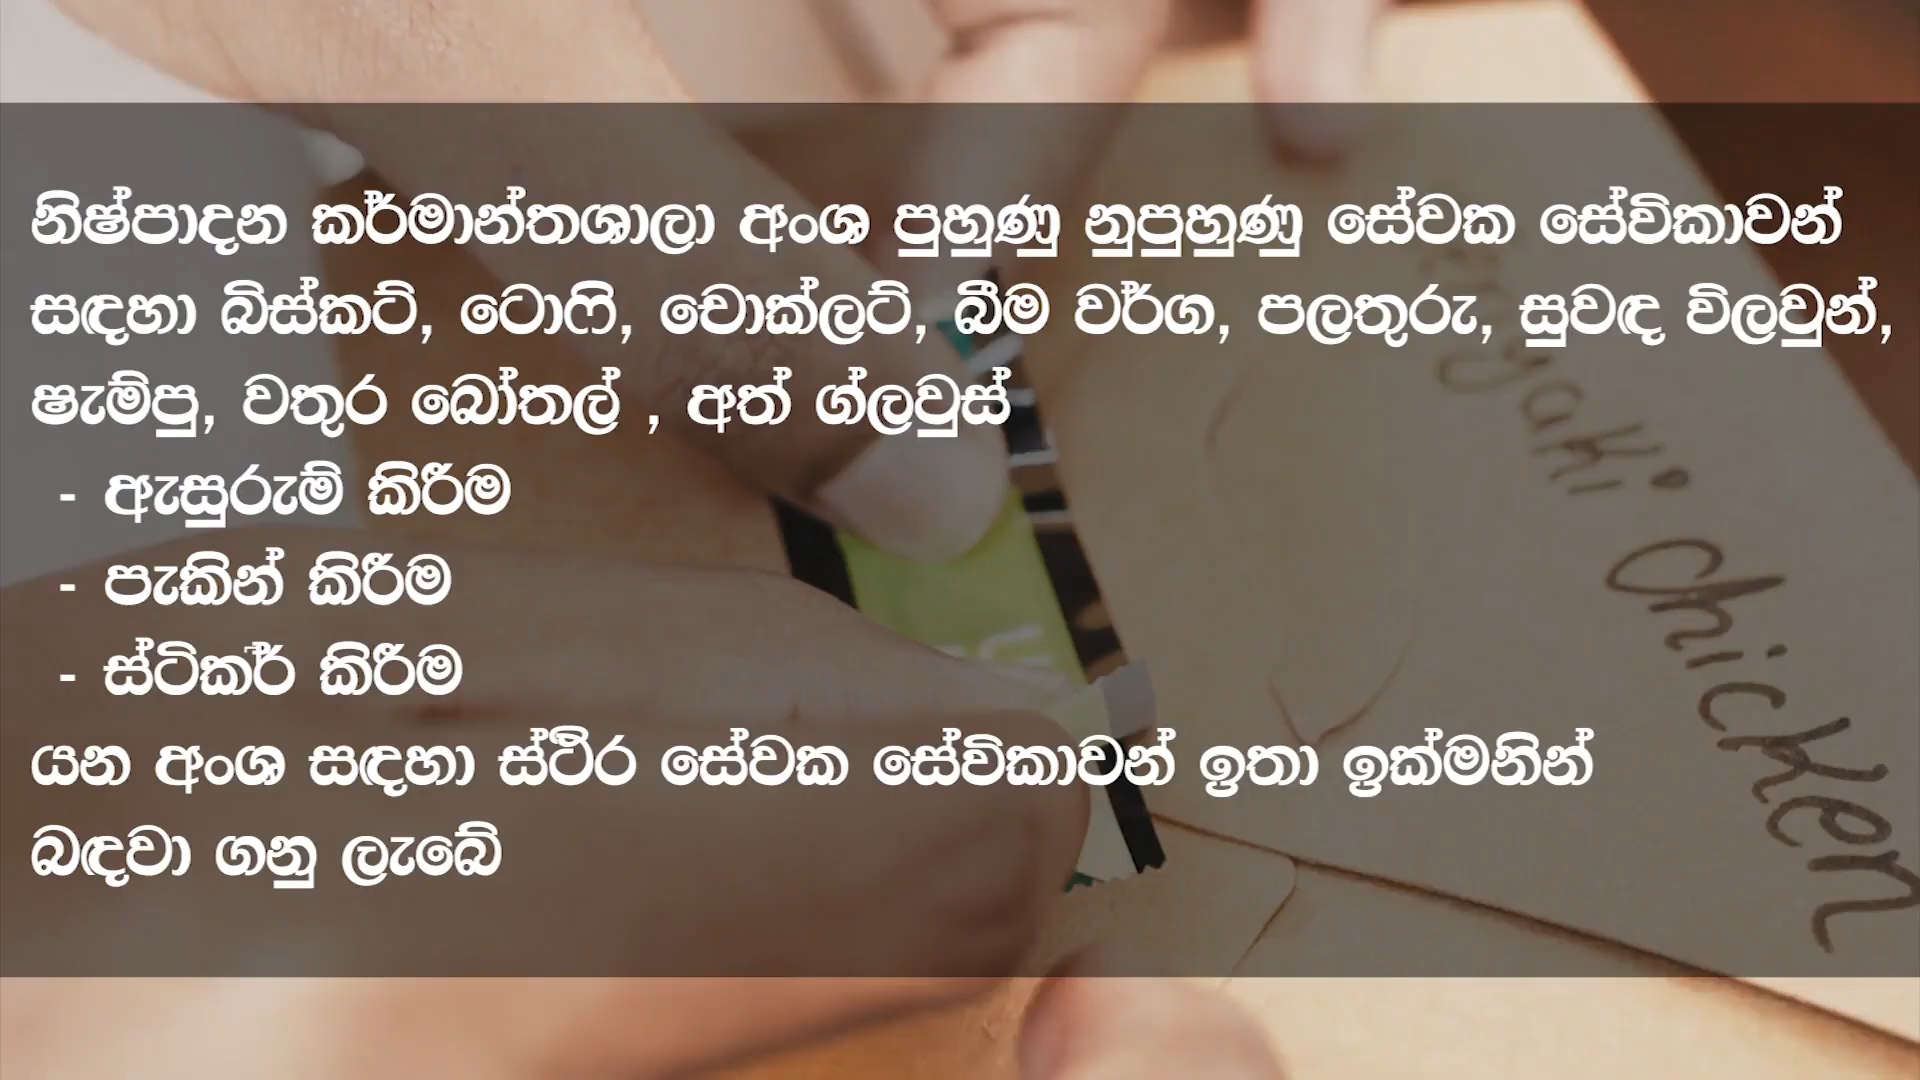 නිෂ්පාදන කර්මාන්තශාලා අංශ පුහුණු නුපුහුණු සේවක සේවිකාවන්
සඳහා බිස්කට්, ටොෆි, චොක්ලට්, බීම වර්ග, පලතුරු, සුවඳ විලවුන්,
ෂැම්පු, වතුර බෝතල් , අත් ග්ලවුස්
- ඇසුරුම් කිරීම
- පැකින් කිරීම
- ස්ටිකර් කිරීම
යන අංශ සඳහා ස්ථිර සේවක සේවිකාවන් ඉතා ඉක්මනින්
බඳවා ගනු ලැබේ
chicken